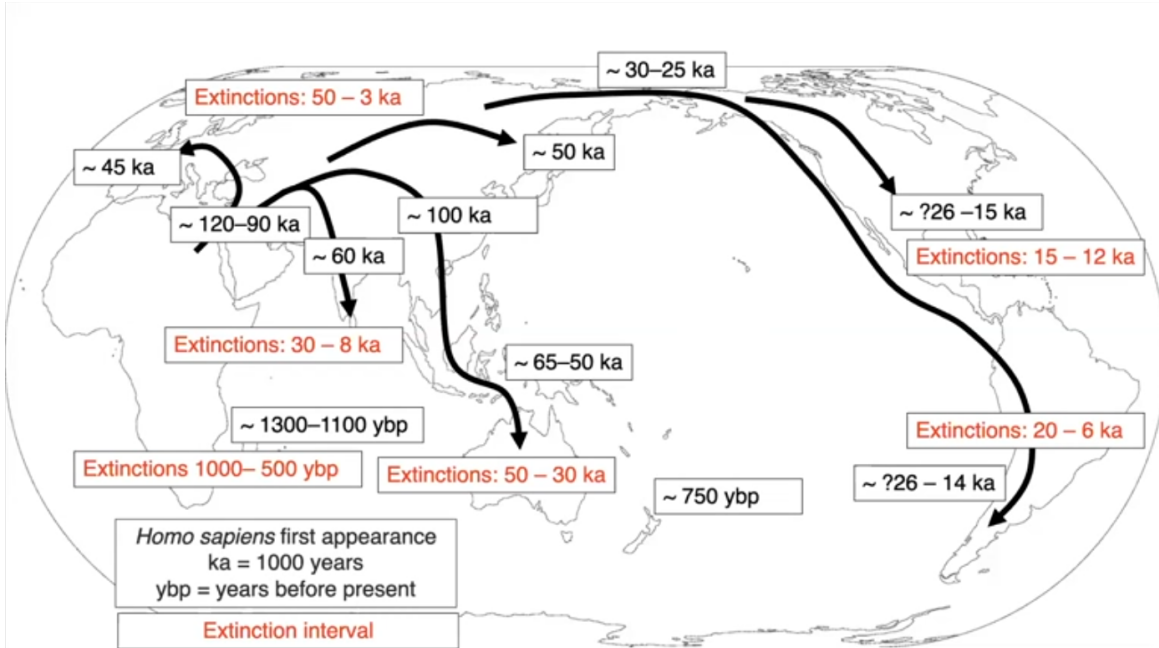 ~ 30–25 ka
Extinctions: 50 – 3 ka
~ 45 ka
~ 50 ka
~ 120–90 ka
~ 100 ka
~ ?26 –15 ka
~ 60 ka
Extinctions: 15 – 12 ka
Extinctions: 30 – 8 ka
~ 65–50 ka
~ 1300–1100 ybp
Extinctions: 20 – 6 ka
Extinctions 1000– 500 ybp
Extinctions: 50 – 30 ka
~ ?26 – 14 ka
~ 750 ybp
Homo sapiens first appearance
ka = 1000 years
ybp = years before present
Extinction interval